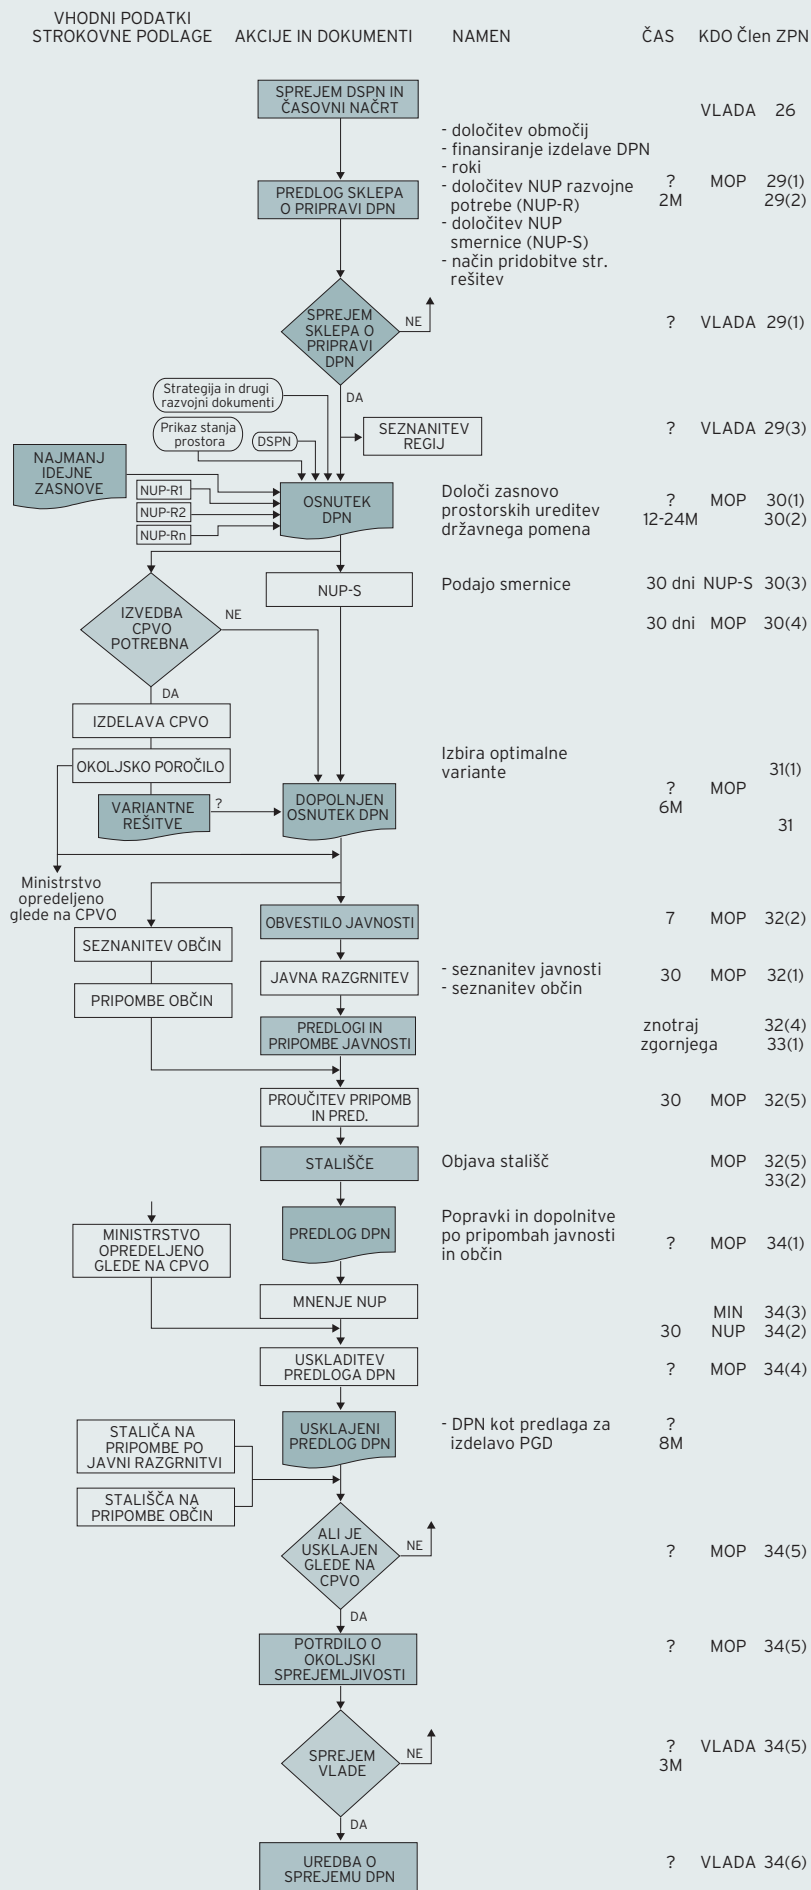 VHODNI PODATKI
STROKOVNE PODLAGE
AKCIJE IN DOKUMENTI
NAMEN
ČAS
KDO
Člen ZPN
SPREJEM DSPN IN
ČASOVNI NAČRT
VLADA
26
PREDLOG SKLEPA
O PRIPRAVI DPN
- določitev območij
- finansiranje izdelave DPN
- roki
- določitev NUP razvojne
potrebe (NUP-R)
- določitev NUP
smernice (NUP-S)
- način pridobitve str.
rešitev
?
2M
MOP
29(1)
29(2)
SPREJEM
SKLEPA O
PRIPRAVI
DPN
NE
DA
?
VLADA
29(1)
Strategija in drugi
razvojni dokumenti
Prikaz stanja
prostora
DSPN
SEZNANITEV
REGIJ
?
VLADA
29(3)
NAJMANJ
IDEJNE
ZASNOVE
NUP-R1
NUP-R2
NUP-Rn
OSNUTEK
DPN
Določi zasnovo
prostorskih ureditev
državnega pomena
?
12-24M
MOP
30(1)
30(2)
NUP-S
Podajo smernice
30 dni
NUP-S
30(3)
IZVEDBA
CPVO
POTREBNA
NE
DA
30 dni
MOP
30(4)
IZDELAVA CPVO
OKOLJSKO POROČILO
VARIANTNE
REŠITVE
?
DOPOLNJEN
OSNUTEK DPN
Izbira optimalne
variante
?
6M
MOP
31(1)
31
Ministrstvo
opredeljeno
glede na CPVO
OBVESTILO JAVNOSTI
7
MOP
32(2)
SEZNANITEV OBČIN
JAVNA RAZGRNITEV
- seznanitev javnosti
- seznanitev občin
30
MOP
32(1)
PRIPOMBE OBČIN
PREDLOGI IN
PRIPOMBE JAVNOSTI
znotraj
zgornjega
32(4)
33(1)
PROUČITEV PRIPOMB
IN PRED.
30
MOP
32(5)
STALIŠČE
Objava stališč
MOP
32(5)
33(2)
MINISTRSTVO
OPREDELJENO
GLEDE NA CPVO
PREDLOG DPN
Popravki in dopolnitve
po pripombah javnosti
in občin
?
MOP
34(1)
MNENJE NUP
MIN
34(3)
30
NUP
34(2)
USKLADITEV
PREDLOGA DPN
?
MOP
34(4)
STALIČA NA
PRIPOMBE PO
JAVNI RAZGRNITVI
USKLAJENI
PREDLOG DPN
- DPN kot predlaga za
izdelavo PGD
?
8M
STALIŠČA NA
PRIPOMBE OBČIN
ALI JE
USKLAJEN
GLEDE NA
CPVO
NE
DA
?
MOP
34(5)
POTRDILO O
OKOLJSKI
SPREJEMLJIVOSTI
?
MOP
34(5)
SPREJEM
VLADE
NE
DA
?
3M
VLADA
34(5)
UREDBA O
SPREJEMU DPN
?
VLADA
34(6)